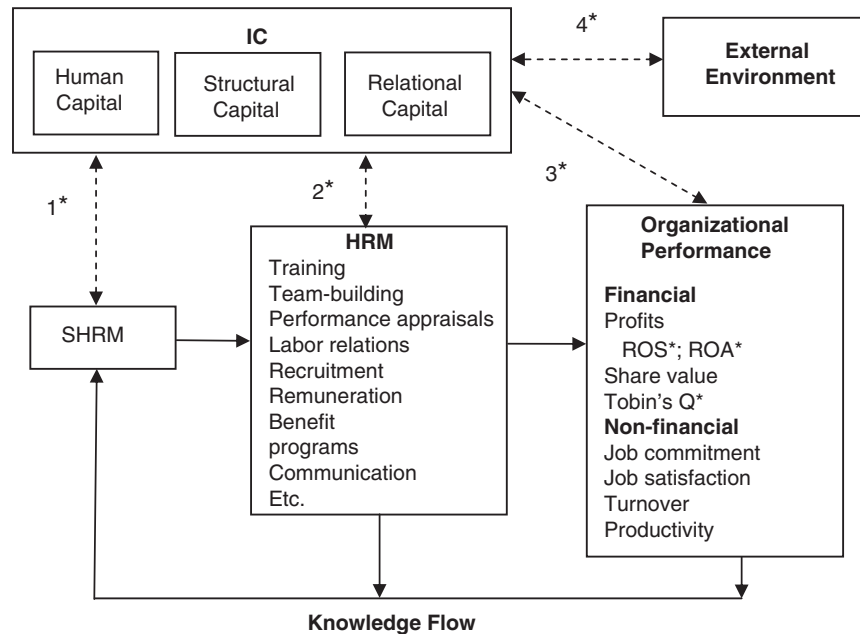 IC
Human
Capital
Structural
Capital
Relational
Capital
4*
External
Environment
1*
2*
3*
SHRM
HRM
Training
Team-building
Performance appraisals
Labor relations
Recruitment
Remuneration
Benefit
programs
Communication
Etc.
Organizational
Performance
Financial
Profits
ROS*; ROA*
Share value
Tobin's Q*
Non-financial
Job commitment
Job satisfaction
Turnover
Productivity
Knowledge Flow